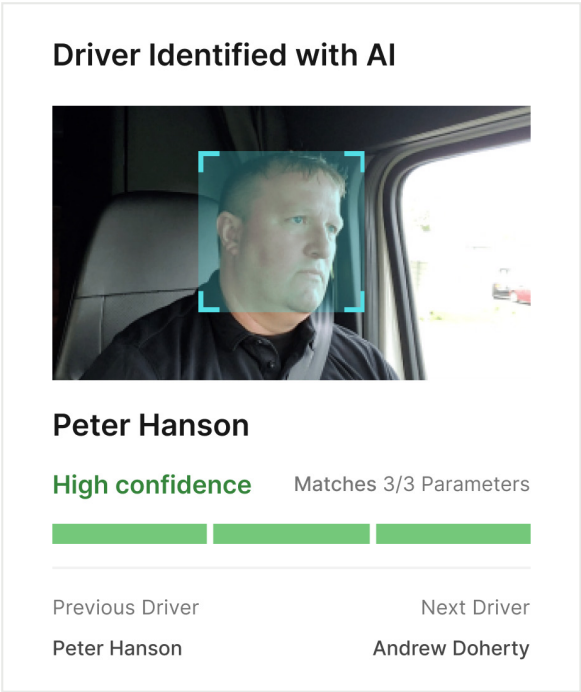 Driver Identified with AI
Peter Hanson
High confidence Matches 3/3 Parameters
Previous Driver Next Driver
Peter Hanson Andrew Doherty